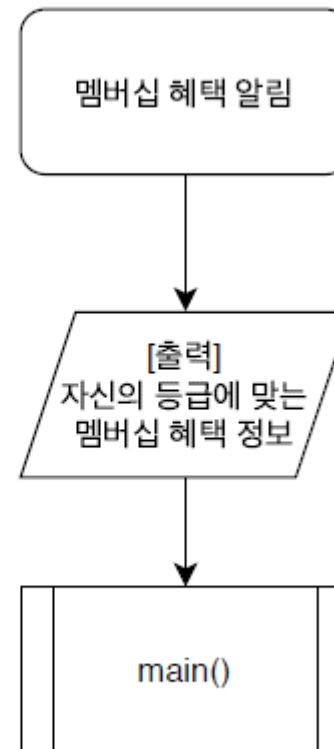 멤버십 혜택 알림
[출력]
자신의 등급에 맞는
멤버십 혜택 정보
main()